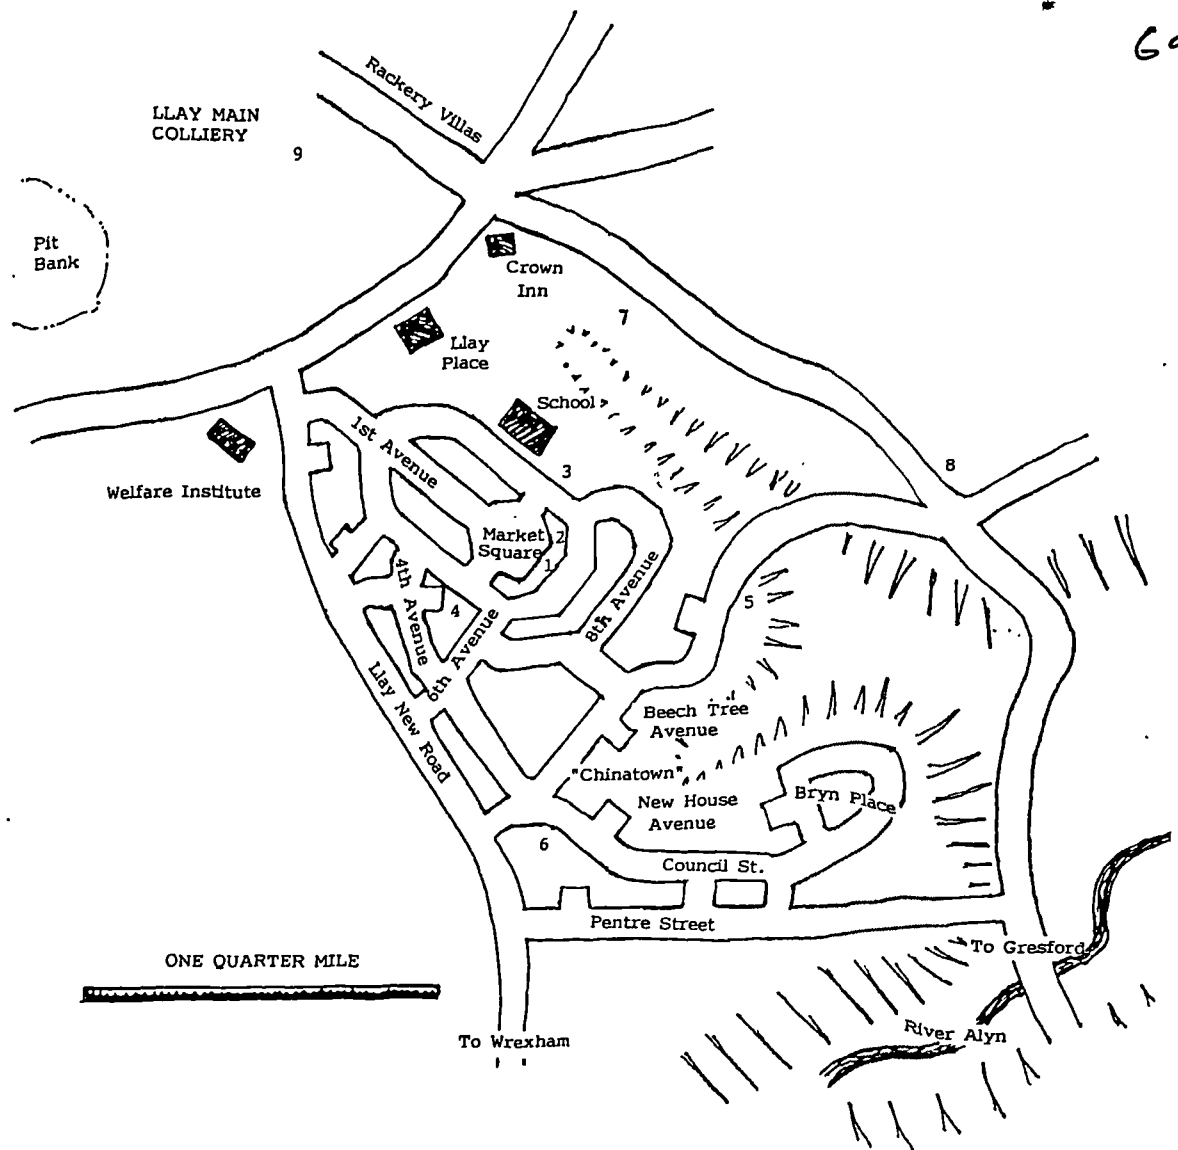 Rackery Villas
LLAY MAIN
COLLIERY
9
Pit
Bank
Crown
Inn
7
Llay
Place
School
1st Avenue
3
8
Welfare Institute
Market
Square
2
1
4th Avenue
4
6th Avenue
8th Avenue
5
Llay New Road
Beech Tree
Avenue
"Chinatown"
New House
Avenue
Bryn Place
6
Council St.
Pentre Street
To Gresford
ONE QUARTER MILE
River Alyn
To Wrexham